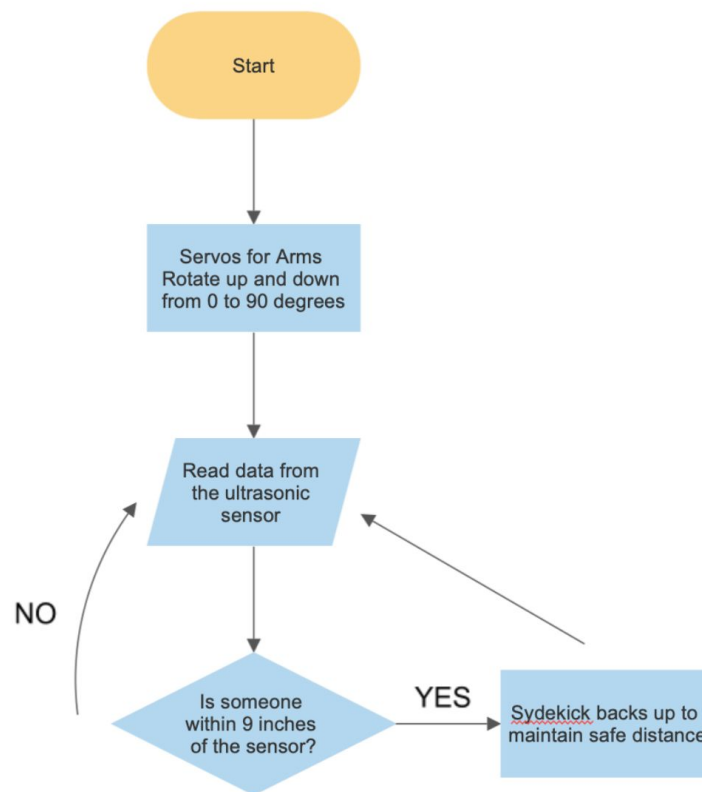 Start
Servos for Arms
Rotate up and down
from 0 to 90 degrees
Read data from
the ultrasonic
sensor
NO
Is someone
within 9 inches
of the sensor?
YES
Sydekick backs up to
maintain safe distance